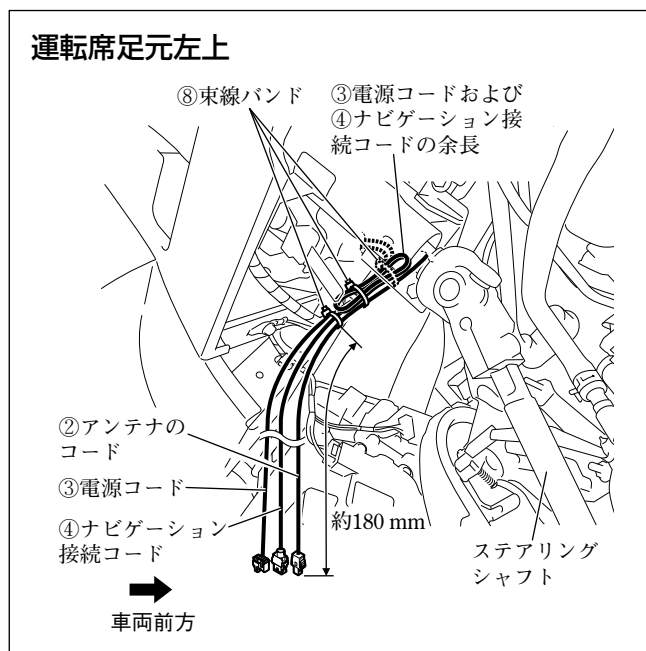 運転席足元左上
⑧束線バンド
③電源コードおよび
④ナビゲーション接
続コードの余長
②アンテナの
コード
③電源コード
④ナビゲーション
接続コード
約180 mm
ステアリング
シャフト
車両前方